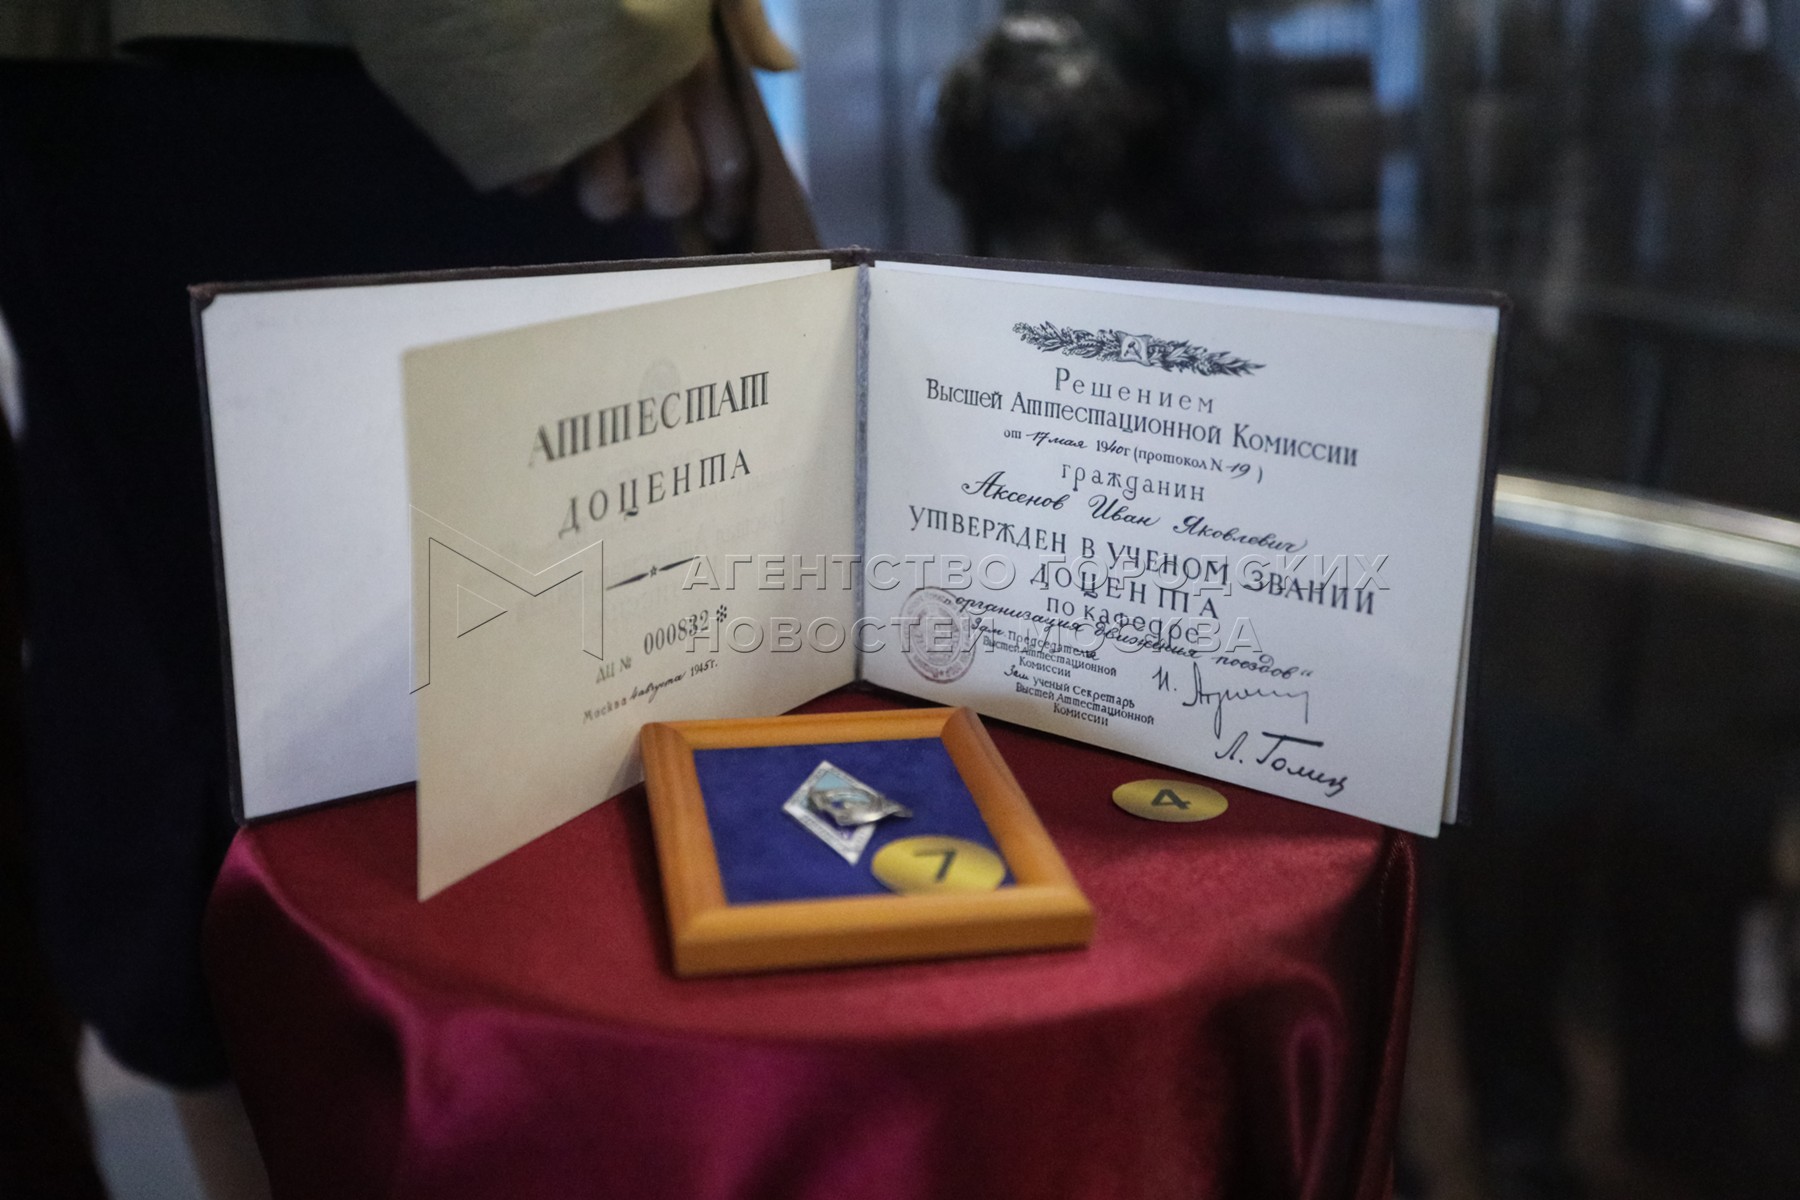 АТТЕСТАТ
ДОЦЕНТА
ДЦ № 000832 *
Москва 4 августа 1945г.
Решением
Высшей Аттестационной Комиссии
от 17 мая 1940г (протокол N 19)
гражданин
Аксенов Иван Яковлевич
УТВЕРЖДЕН В УЧЕНОМ ЗВАНИИ
ДОЦЕНТА
по кафедре
„организация движения поездов“
Зам. Председателя
Высшей Аттестационной
Комиссии
Зам. ученый Секретарь
Высшей Аттестационной
Комиссии
Л. Голиц
4
7
АГЕНТСТВО ГОРОДСКИХ
НОВОСТЕЙ МОСКВА